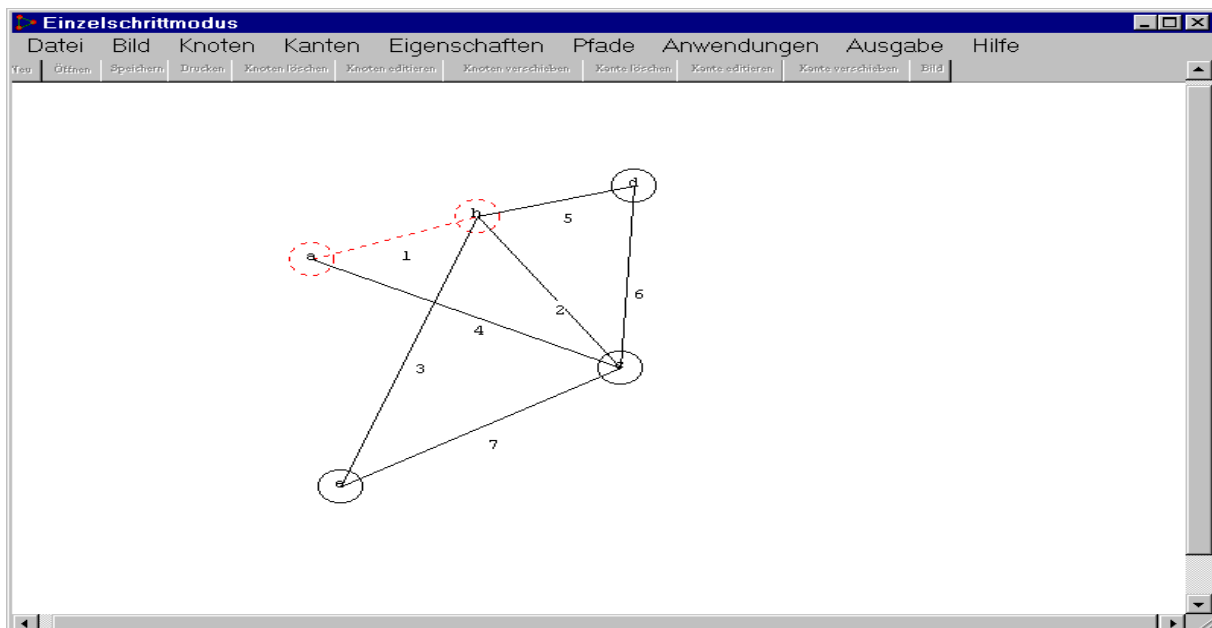 Einzelschrittmodus
Datei Bild Knoten Kanten Eigenschaften Pfade Anwendungen Ausgabe Hilfe
Neu Öffnen Speichern Drucken Knoten löschen Knoten editieren Knoten verschieben Kante löschen Kante editieren Kante verschieben Bild
d
b
5
a
1
6
2
4
c
3
7
e